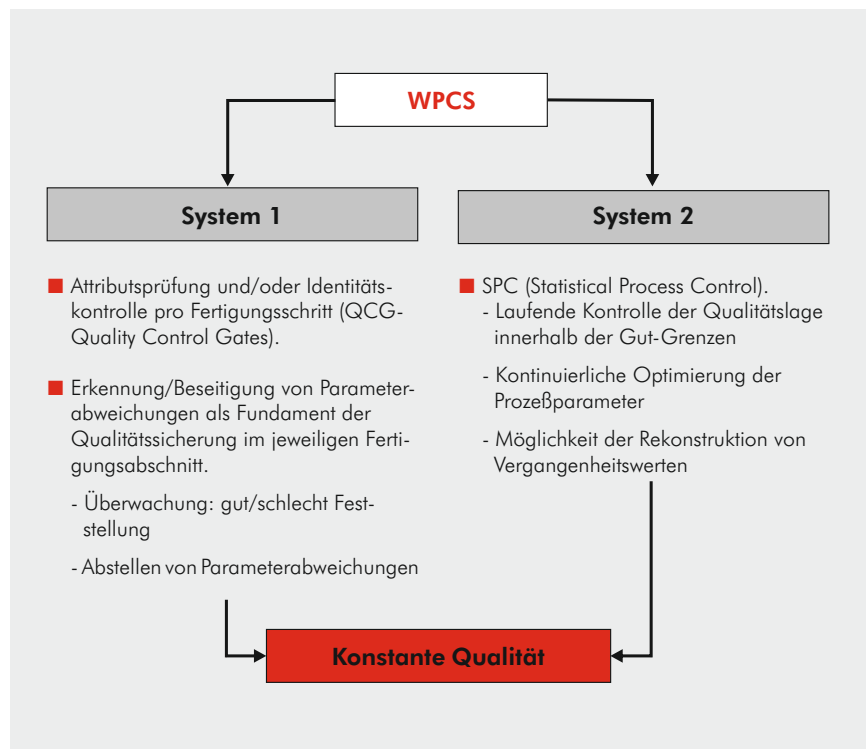 WPCS
System 1
■ Attributsprüfung und/oder Identitäts-
kontrolle pro Fertigungsschritt (QCG-
Quality Control Gates).
■ Erkennung/Beseitigung von Parameter-
abweichungen als Fundament der
Qualitätssicherung im jeweiligen Ferti-
gungsabschnitt.
- Überwachung: gut/schlecht Fest-
stellung
- Abstellen von Parameterabweichungen
System 2
■ SPC (Statistical Process Control).
- Laufende Kontrolle der Qualitätslage
innerhalb der Gut-Grenzen
- Kontinuierliche Optimierung der
Prozeßparameter
- Möglichkeit der Rekonstruktion von
Vergangenheitswerten
Konstante Qualität